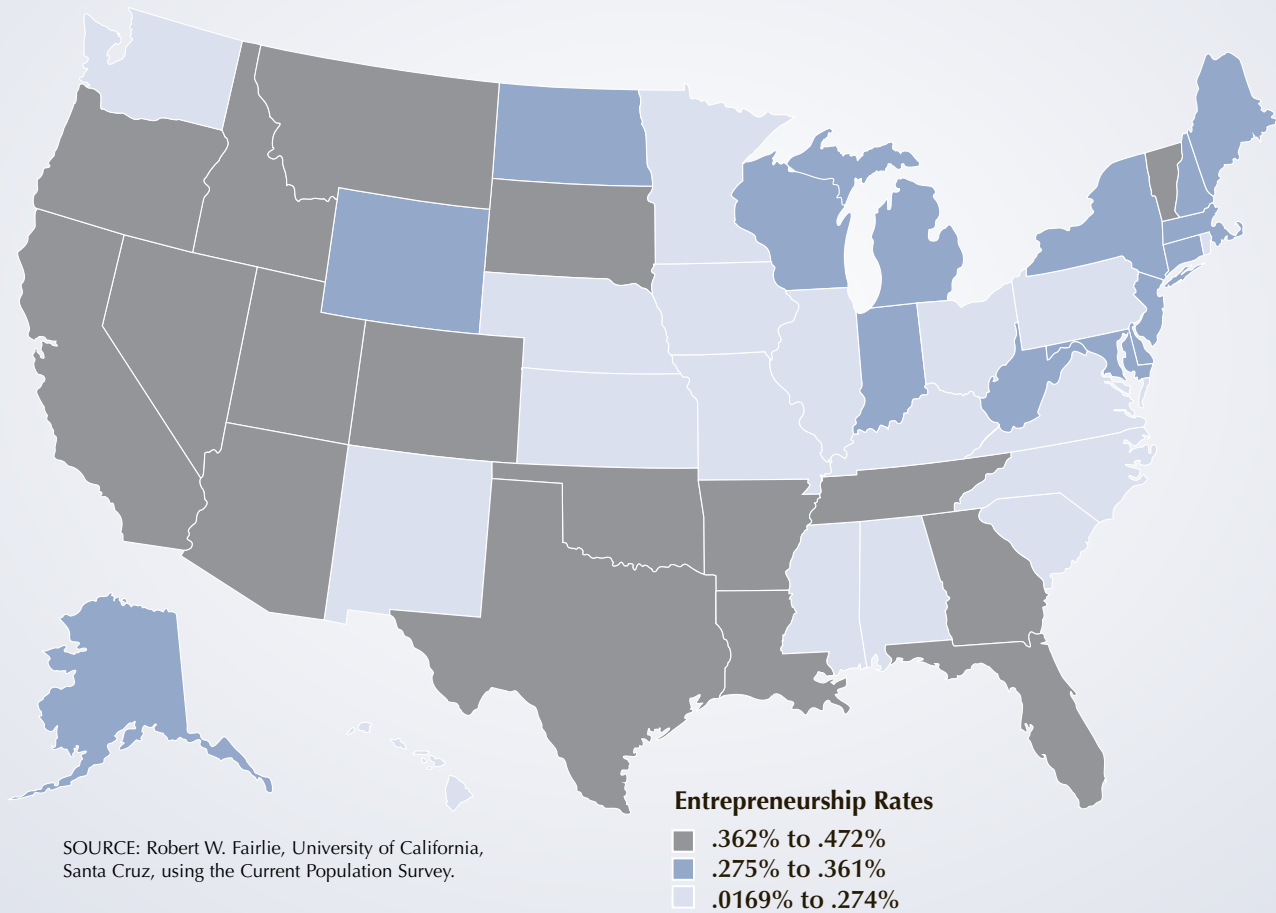 Entrepreneurship Rates
.362% to .472%
.275% to .361%
.0169% to .274%
SOURCE: Robert W. Fairlie, University of California,
Santa Cruz, using the Current Population Survey.